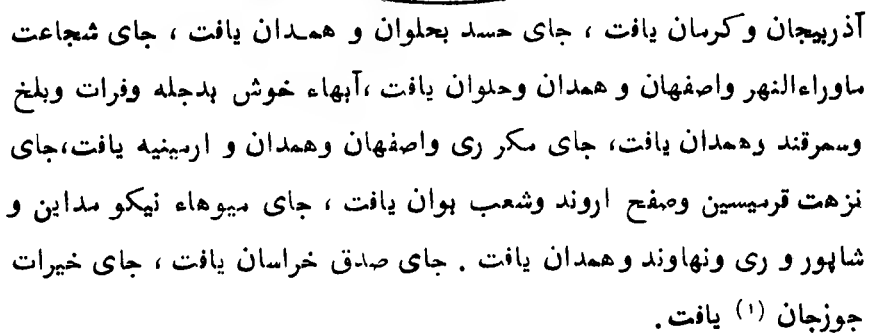 آذربیجان و کرمان یافت ، جای حسد بحلوان و همدان یافت ، جای شجاعت
ماوراءالنهر واصفهان و همدان وحلوان یافت ،آبهاء خوش بدجله وفرات وبلخ
وسمرقند وهمدان یافت، جای مکر ری واصفهان وهمدان و ارمینیه یافت،جای
نزهت قرمیسین وصفح اروند وشعب بوان یافت ، جای میوهاء نیکو مداین و
شاپور و ری ونهاوند و همدان یافت . جای صدق خراسان یافت ، جای خیرات
جوزجان (۱) یافت .